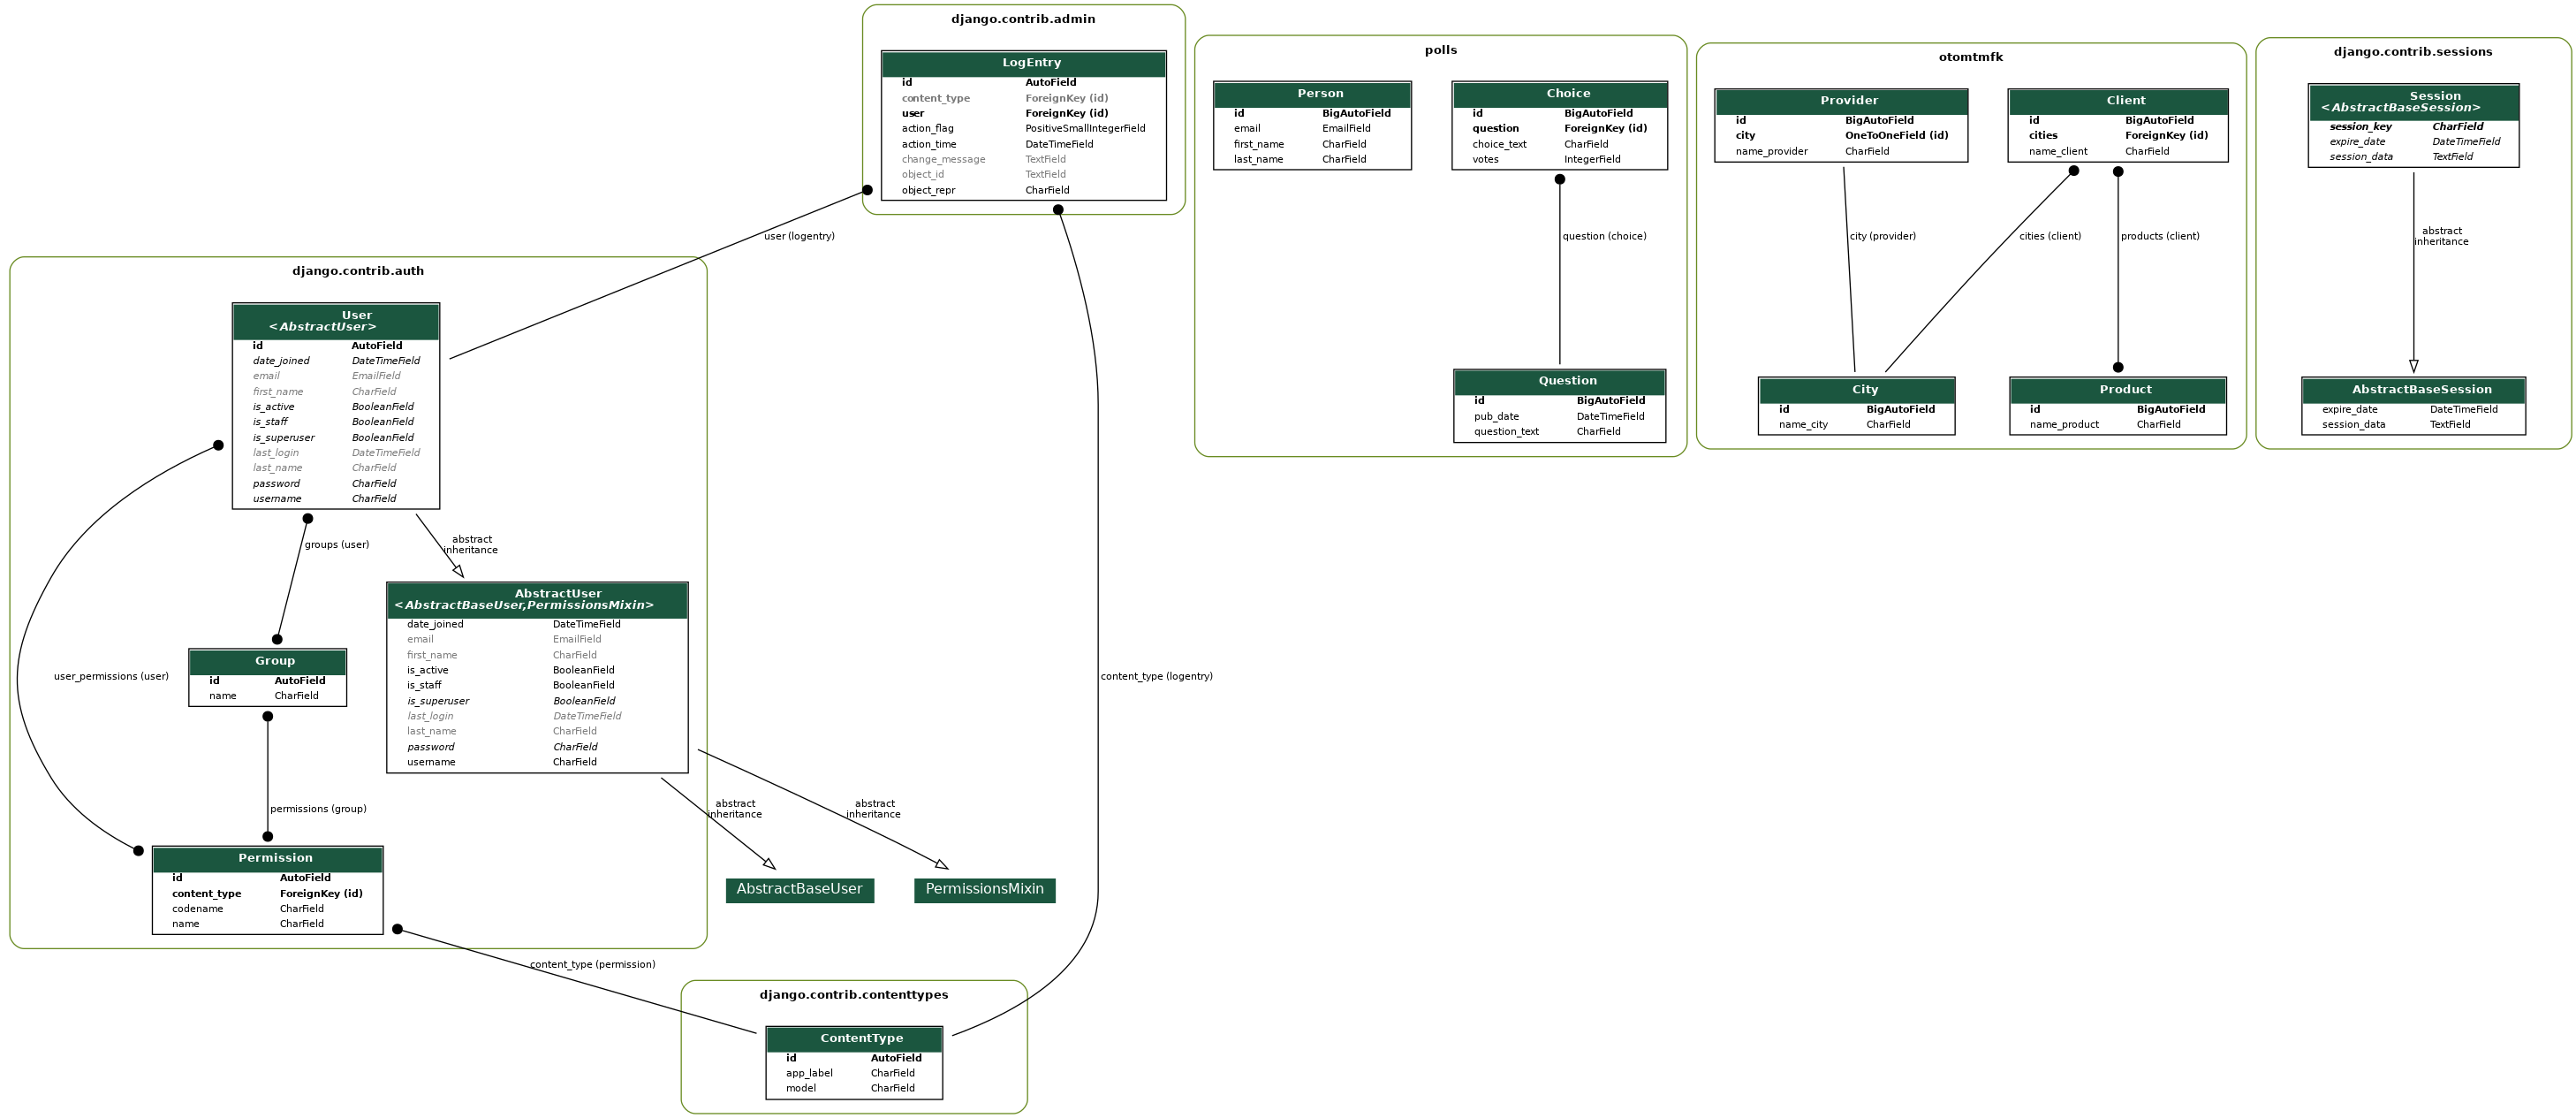 django.contrib.admin
LogEntry
id AutoField
content_type ForeignKey (id)
user ForeignKey (id)
action_flag PositiveSmallIntegerField
action_time DateTimeField
change_message TextField
object_id TextField
object_repr CharField
polls
Person
id BigAutoField
email EmailField
first_name CharField
last_name CharField
Choice
id BigAutoField
question ForeignKey (id)
choice_text CharField
votes IntegerField
question (choice)
Question
id BigAutoField
pub_date DateTimeField
question_text CharField
otomtmfk
Provider
id BigAutoField
city OneToOneField (id)
name_provider CharField
Client
id BigAutoField
cities ForeignKey (id)
name_client CharField
city (provider)
cities (client)
products (client)
City
id BigAutoField
name_city CharField
Product
id BigAutoField
name_product CharField
django.contrib.sessions
Session
<AbstractBaseSession>
session_key CharField
expire_date DateTimeField
session_data TextField
abstract
inheritance
AbstractBaseSession
expire_date DateTimeField
session_data TextField
user (logentry)
django.contrib.auth
User
<AbstractUser>
id AutoField
date_joined DateTimeField
email EmailField
first_name CharField
is_active BooleanField
is_staff BooleanField
is_superuser BooleanField
last_login DateTimeField
last_name CharField
password CharField
username CharField
groups (user)
abstract
inheritance
AbstractUser
<AbstractBaseUser,PermissionsMixin>
date_joined DateTimeField
email EmailField
first_name CharField
is_active BooleanField
is_staff BooleanField
is_superuser BooleanField
last_login DateTimeField
last_name CharField
password CharField
username CharField
user_permissions (user)
Group
id AutoField
name CharField
content_type (logentry)
permissions (group)
abstract
inheritance
abstract
inheritance
Permission
id AutoField
content_type ForeignKey (id)
codename CharField
name CharField
AbstractBaseUser
PermissionsMixin
content_type (permission)
django.contrib.contenttypes
ContentType
id AutoField
app_label CharField
model CharField